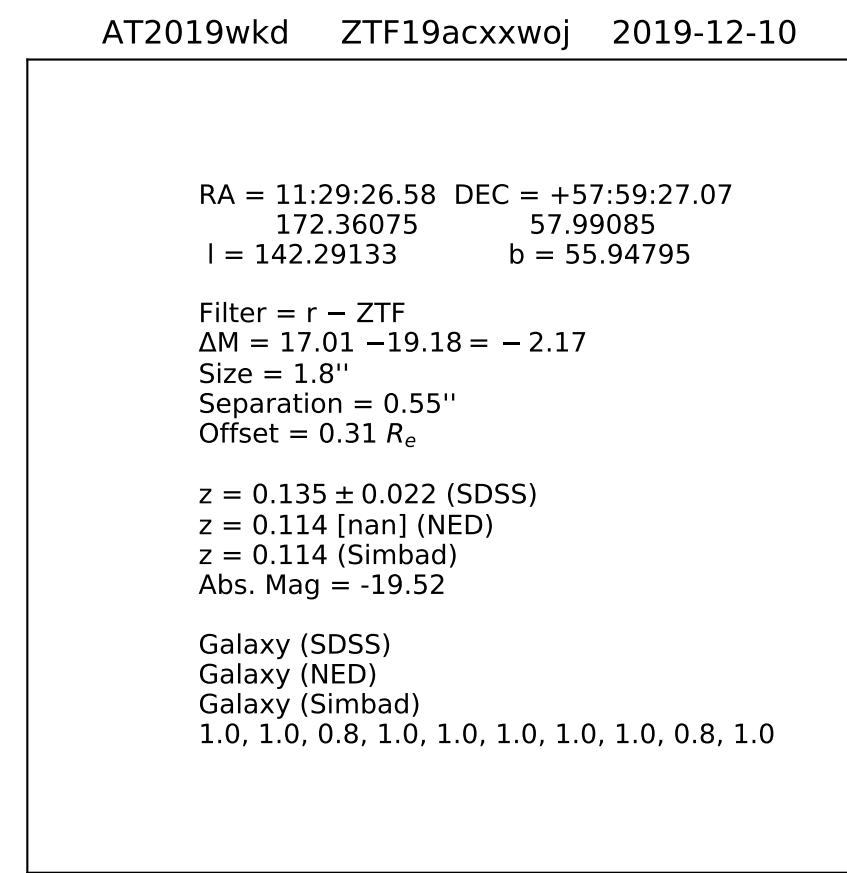 AT2019wkd ZTF19acxxwoj 2019-12-10
RA = 11:29:26.58 DEC = +57:59:27.07
172.36075 57.99085
l = 142.29133 b = 55.94795
Filter = r − ZTF
ΔM = 17.01 −19.18 = − 2.17
Size = 1.8''
Separation = 0.55''
Offset = 0.31 Re
z = 0.135 ± 0.022 (SDSS)
z = 0.114 [nan] (NED)
z = 0.114 (Simbad)
Abs. Mag = -19.52
Galaxy (SDSS)
Galaxy (NED)
Galaxy (Simbad)
1.0, 1.0, 0.8, 1.0, 1.0, 1.0, 1.0, 1.0, 0.8, 1.0